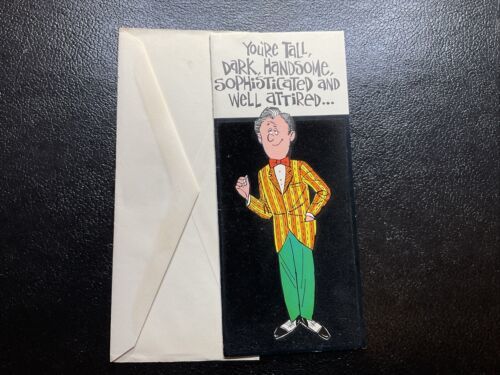 YOU'RE TALL,
DARK, HANDSOME,
SOPHISTICATED AND
WELL ATTIRED...